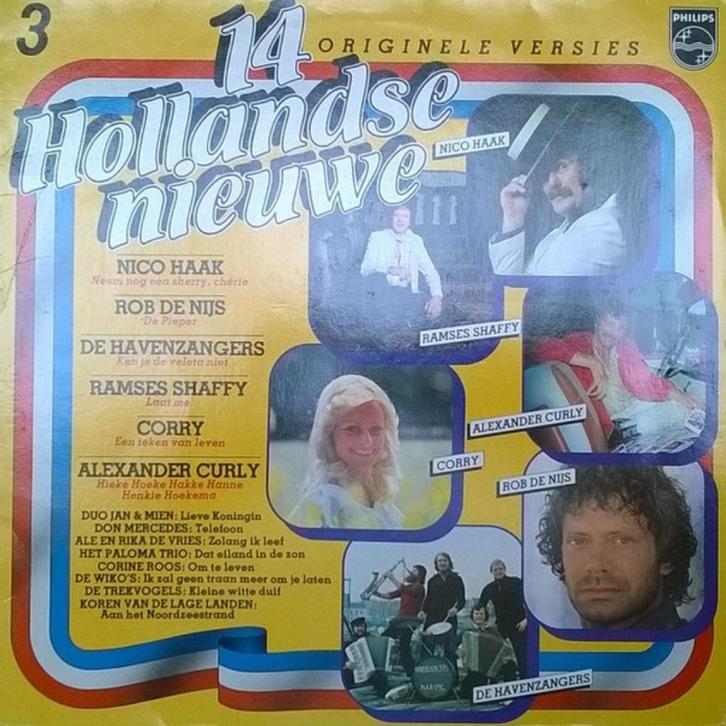 3
14
Hollandse
nieuwe
ORIGINELE VERSIES
PHILIPS
NICO HAAK
RAMSES SHAFFY
ALEXANDER CURLY
CORRY
ROB DE NIJS
DE HAVENZANGERS
NICO HAAK
Neem nog een sherry, chérie
ROB DE NIJS
De Pieper
DE HAVENZANGERS
Ken je de veleta niet
RAMSES SHAFFY
Laat me
CORRY
Een teken van leven
ALEXANDER CURLY
Hieke Hoeke Hakke Hanne
Henkie Hoekema
DUO JAN & MIEN: Lieve Koningin
DON MERCEDES: Telefoon
ALE EN RIKA DE VRIES: Zolang ik leef
HET PALOMA TRIO: Dat eiland in de zon
CORINE ROOS: Om te leven
DE WIKO'S: Ik zal geen traan meer om je laten
DE TREKVOGELS: Kleine witte duif
KOREN VAN DE LAGE LANDEN:
Aan het Noordzeestrand